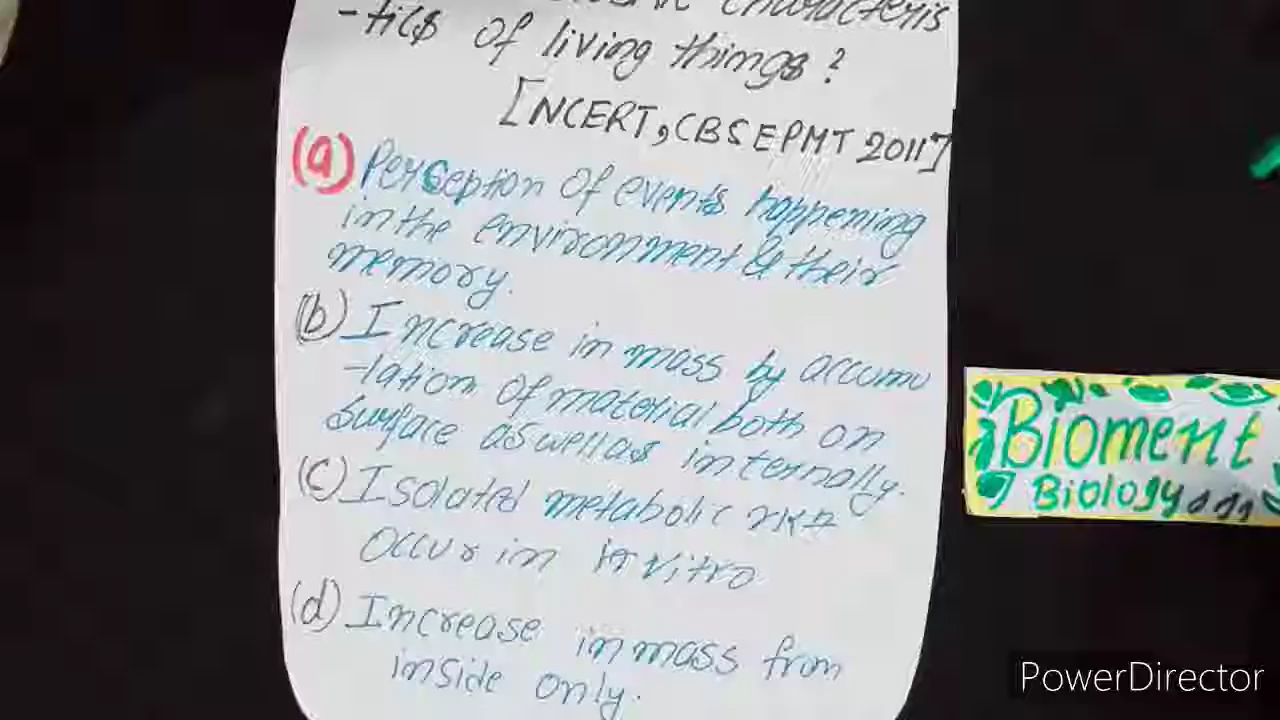 characteris
-tics of living things?
[NCERT, CBSEPMT 2011]
(a) Perception of events happening
in the environment & their
memory.
(b) Increase in mass by accumu
-lation of material both on
surface as well as internally.
(c) Isolated metabolic rxn
occur in vitro
(d) Increase in mass from
inside only.
Bioment
Biology
PowerDirector